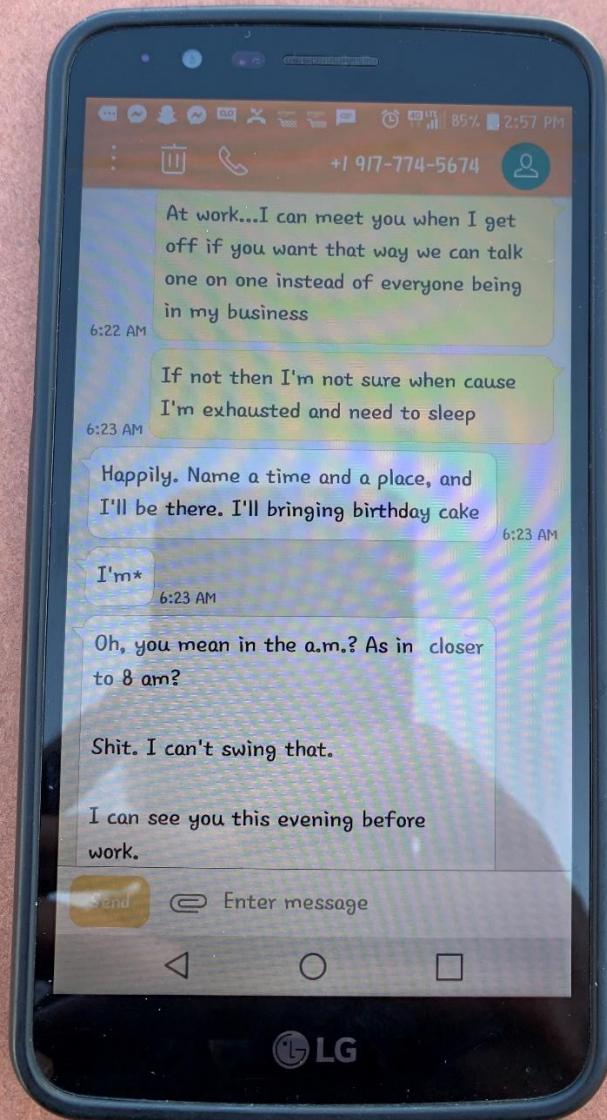 85% 2:57 PM
+1 917-774-5674
At work...I can meet you when I get
off if you want that way we can talk
one on one instead of everyone being
in my business
6:22 AM
If not then I'm not sure when cause
I'm exhausted and need to sleep
6:23 AM
Happily. Name a time and a place, and
I'll be there. I'll bringing birthday cake
6:23 AM
I'm*
6:23 AM
Oh, you mean in the a.m.? As in closer
to 8 am?
Shit. I can't swing that.
I can see you this evening before
work.
Send
Enter message
LG